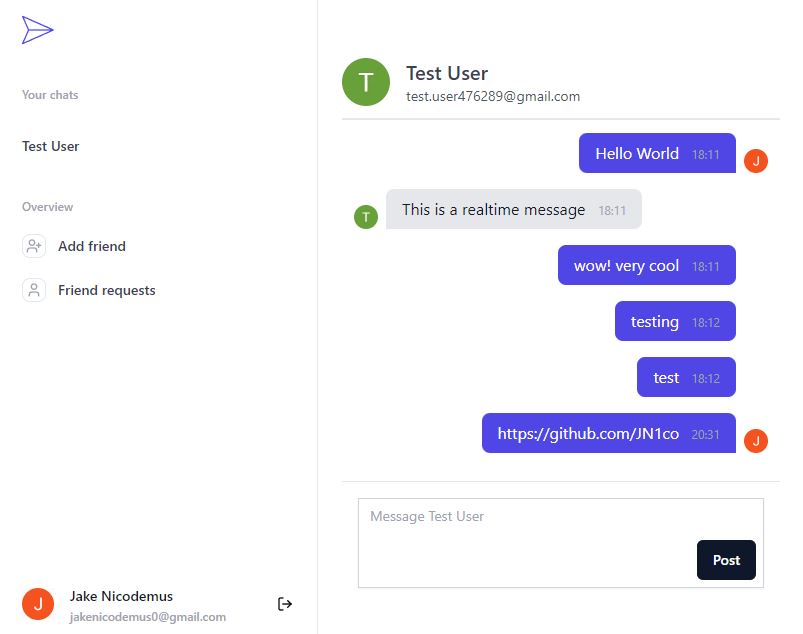 Your chats
Test User
Overview
Add friend
Friend requests
J
Jake Nicodemus
jakenicodemus0@gmail.com
T
Test User
test.user476289@gmail.com
Hello World 18:11
J
T
This is a realtime message 18:11
wow! very cool 18:11
testing 18:12
test 18:12
https://github.com/JN1co 20:31
J
Message Test User
Post